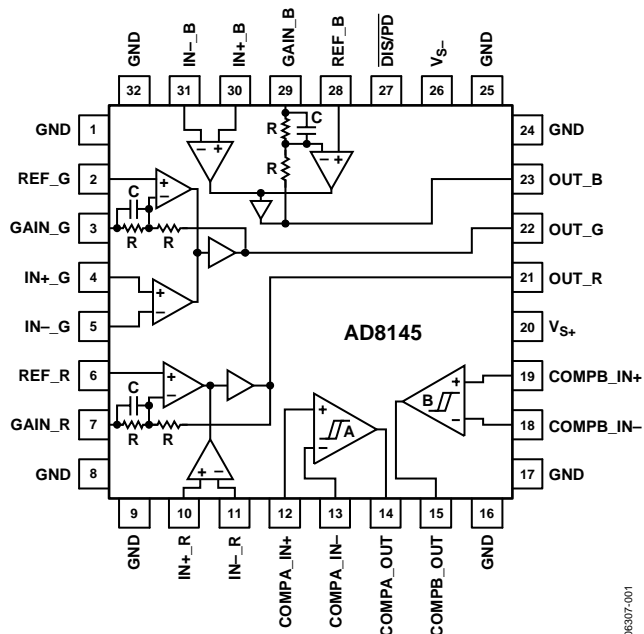 GND
IN–_B
IN+_B
GAIN_B
REF_B
DIS/PD
VS–
GND
32
31
30
29
28
27
26
25
GND 1
REF_G 2
GAIN_G 3
IN+_G 4
IN–_G 5
REF_R 6
GAIN_R 7
GND 8
24 GND
23 OUT_B
22 OUT_G
21 OUT_R
20 VS+
19 COMPB_IN+
18 COMPB_IN–
17 GND
R
C
R
– +
– +
C
+
–
R
R
+
–
AD8145
C
+
–
R
R
+ –
+
–
A
B
+
–
9
10
11
12
13
14
15
16
GND
IN+_R
IN–_R
COMPA_IN+
COMPA_IN–
COMPA_OUT
COMPB_OUT
GND
06307-001